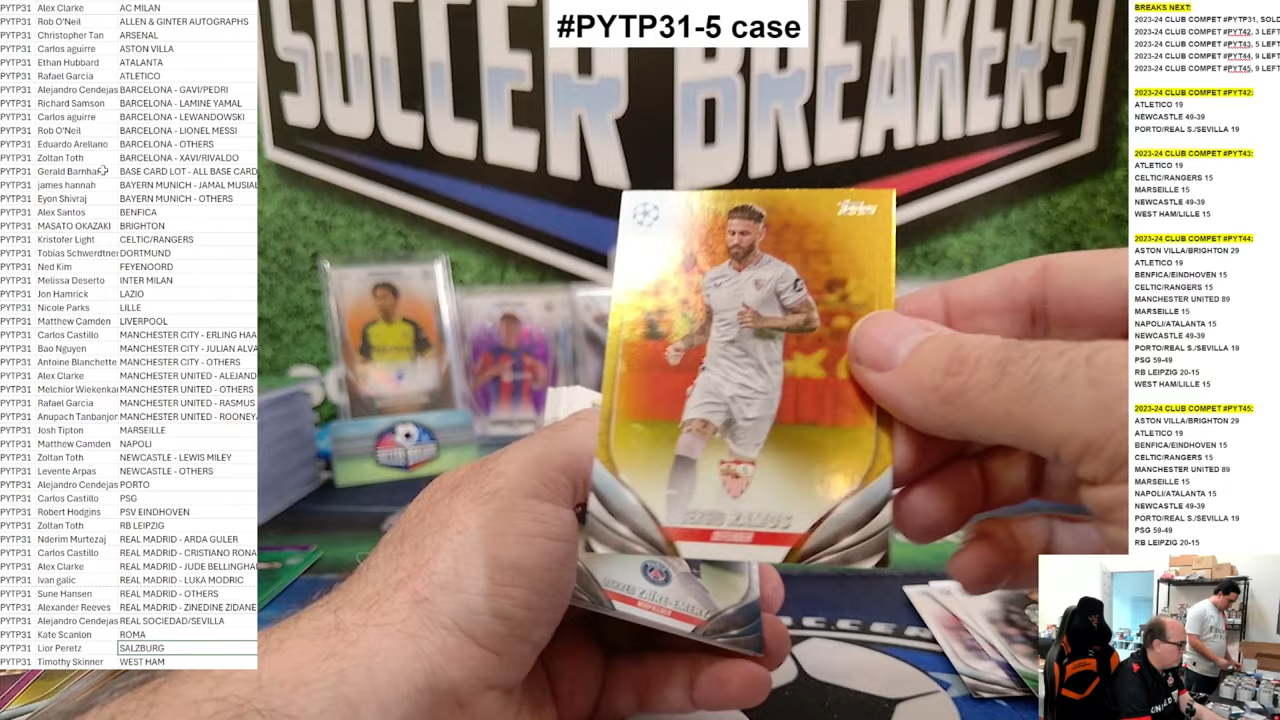 #PYTP31-5 case
SOCCER BREAKERS
PYTP31 Alex Clarke AC MILAN
PYTP31 Rob O'Neil ALLEN & GINTER AUTOGRAPHS
PYTP31 Christopher Tan ARSENAL
PYTP31 Carlos aguirre ASTON VILLA
PYTP31 Ethan Hubbard ATALANTA
PYTP31 Rafael Garcia ATLETICO
PYTP31 Alejandro Cendejas BARCELONA - GAVI/PEDRI
PYTP31 Richard Samson BARCELONA - LAMINE YAMAL
PYTP31 Carlos aguirre BARCELONA - LEWANDOWSKI
PYTP31 Rob O'Neil BARCELONA - LIONEL MESSI
PYTP31 Eduardo Arellano BARCELONA - OTHERS
PYTP31 Zoltan Toth BARCELONA - XAVI/RIVALDO
PYTP31 Gerald Barnha BASE CARD LOT - ALL BASE CARD
PYTP31 james hannah BAYERN MUNICH - JAMAL MUSIAL
PYTP31 Eyon Shivraj BAYERN MUNICH - OTHERS
PYTP31 Alex Santos BENFICA
PYTP31 MASATO OKAZAKI BRIGHTON
PYTP31 Kristofer Light CELTIC/RANGERS
PYTP31 Tobias Schwerdtner DORTMUND
PYTP31 Ned Kim FEYENOORD
PYTP31 Melissa Deserto INTER MILAN
PYTP31 Jon Hamrick LAZIO
PYTP31 Nicole Parks LILLE
PYTP31 Matthew Camden LIVERPOOL
PYTP31 Carlos Castillo MANCHESTER CITY - ERLING HAA
PYTP31 Bao Nguyen MANCHESTER CITY - JULIAN ALVA
PYTP31 Antoine Blanchette MANCHESTER CITY - OTHERS
PYTP31 Alex Clarke MANCHESTER UNITED - ALEJAND
PYTP31 Melchior Wiekenkar MANCHESTER UNITED - OTHERS
PYTP31 Rafael Garcia MANCHESTER UNITED - RASMUS
PYTP31 Anupach Tanbanjor MANCHESTER UNITED - ROONEY
PYTP31 Josh Tipton MARSEILLE
PYTP31 Matthew Camden NAPOLI
PYTP31 Zoltan Toth NEWCASTLE - LEWIS MILEY
PYTP31 Levente Arpas NEWCASTLE - OTHERS
PYTP31 Alejandro Cendejas PORTO
PYTP31 Carlos Castillo PSG
PYTP31 Robert Hodgins PSV EINDHOVEN
PYTP31 Zoltan Toth RB LEIPZIG
PYTP31 Nderim Murtezaj REAL MADRID - ARDA GULER
PYTP31 Carlos Castillo REAL MADRID - CRISTIANO RONA
PYTP31 Alex Clarke REAL MADRID - JUDE BELLINGHA
PYTP31 Ivan galic REAL MADRID - LUKA MODRIC
PYTP31 Sune Hansen REAL MADRID - OTHERS
PYTP31 Alexander Reeves REAL MADRID - ZINEDINE ZIDANE
PYTP31 Alejandro Cendejas REAL SOCIEDAD/SEVILLA
PYTP31 Kate Scanlon ROMA
PYTP31 Lior Peretz SALZBURG
PYTP31 Timothy Skinner WEST HAM
Topps
SERGIO RAMOS
DEFENDER
WARREN ZAÏRE-EMERY
MIDFIELDER
SOCCER
BREAKS NEXT:
2023-24 CLUB COMPET #PYTP31, SOLD
2023-24 CLUB COMPET #PYT42, 3 LEFT
2023-24 CLUB COMPET #PYT43, 5 LEFT
2023-24 CLUB COMPET #PYT44, 9 LEFT
2023-24 CLUB COMPET #PYT45, 9 LEFT
2023-24 CLUB COMPET #PYT42:
ATLETICO 19
NEWCASTLE 49-39
PORTO/REAL S./SEVILLA 19
2023-24 CLUB COMPET #PYT43:
ATLETICO 19
CELTIC/RANGERS 15
MARSEILLE 15
NEWCASTLE 49-39
WEST HAM/LILLE 15
2023-24 CLUB COMPET #PYT44:
ASTON VILLA/BRIGHTON 29
ATLETICO 19
BENFICA/EINDHOVEN 15
CELTIC/RANGERS 15
MANCHESTER UNITED 89
MARSEILLE 15
NAPOLI/ATALANTA 15
NEWCASTLE 49-39
PORTO/REAL S./SEVILLA 19
PSG 59-49
RB LEIPZIG 20-15
WEST HAM/LILLE 15
2023-24 CLUB COMPET #PYT45:
ASTON VILLA/BRIGHTON 29
ATLETICO 19
BENFICA/EINDHOVEN 15
CELTIC/RANGERS 15
MANCHESTER UNITED 89
MARSEILLE 15
NAPOLI/ATALANTA 15
NEWCASTLE 49-39
PORTO/REAL S./SEVILLA 19
PSG 59-49
RB LEIPZIG 20-15